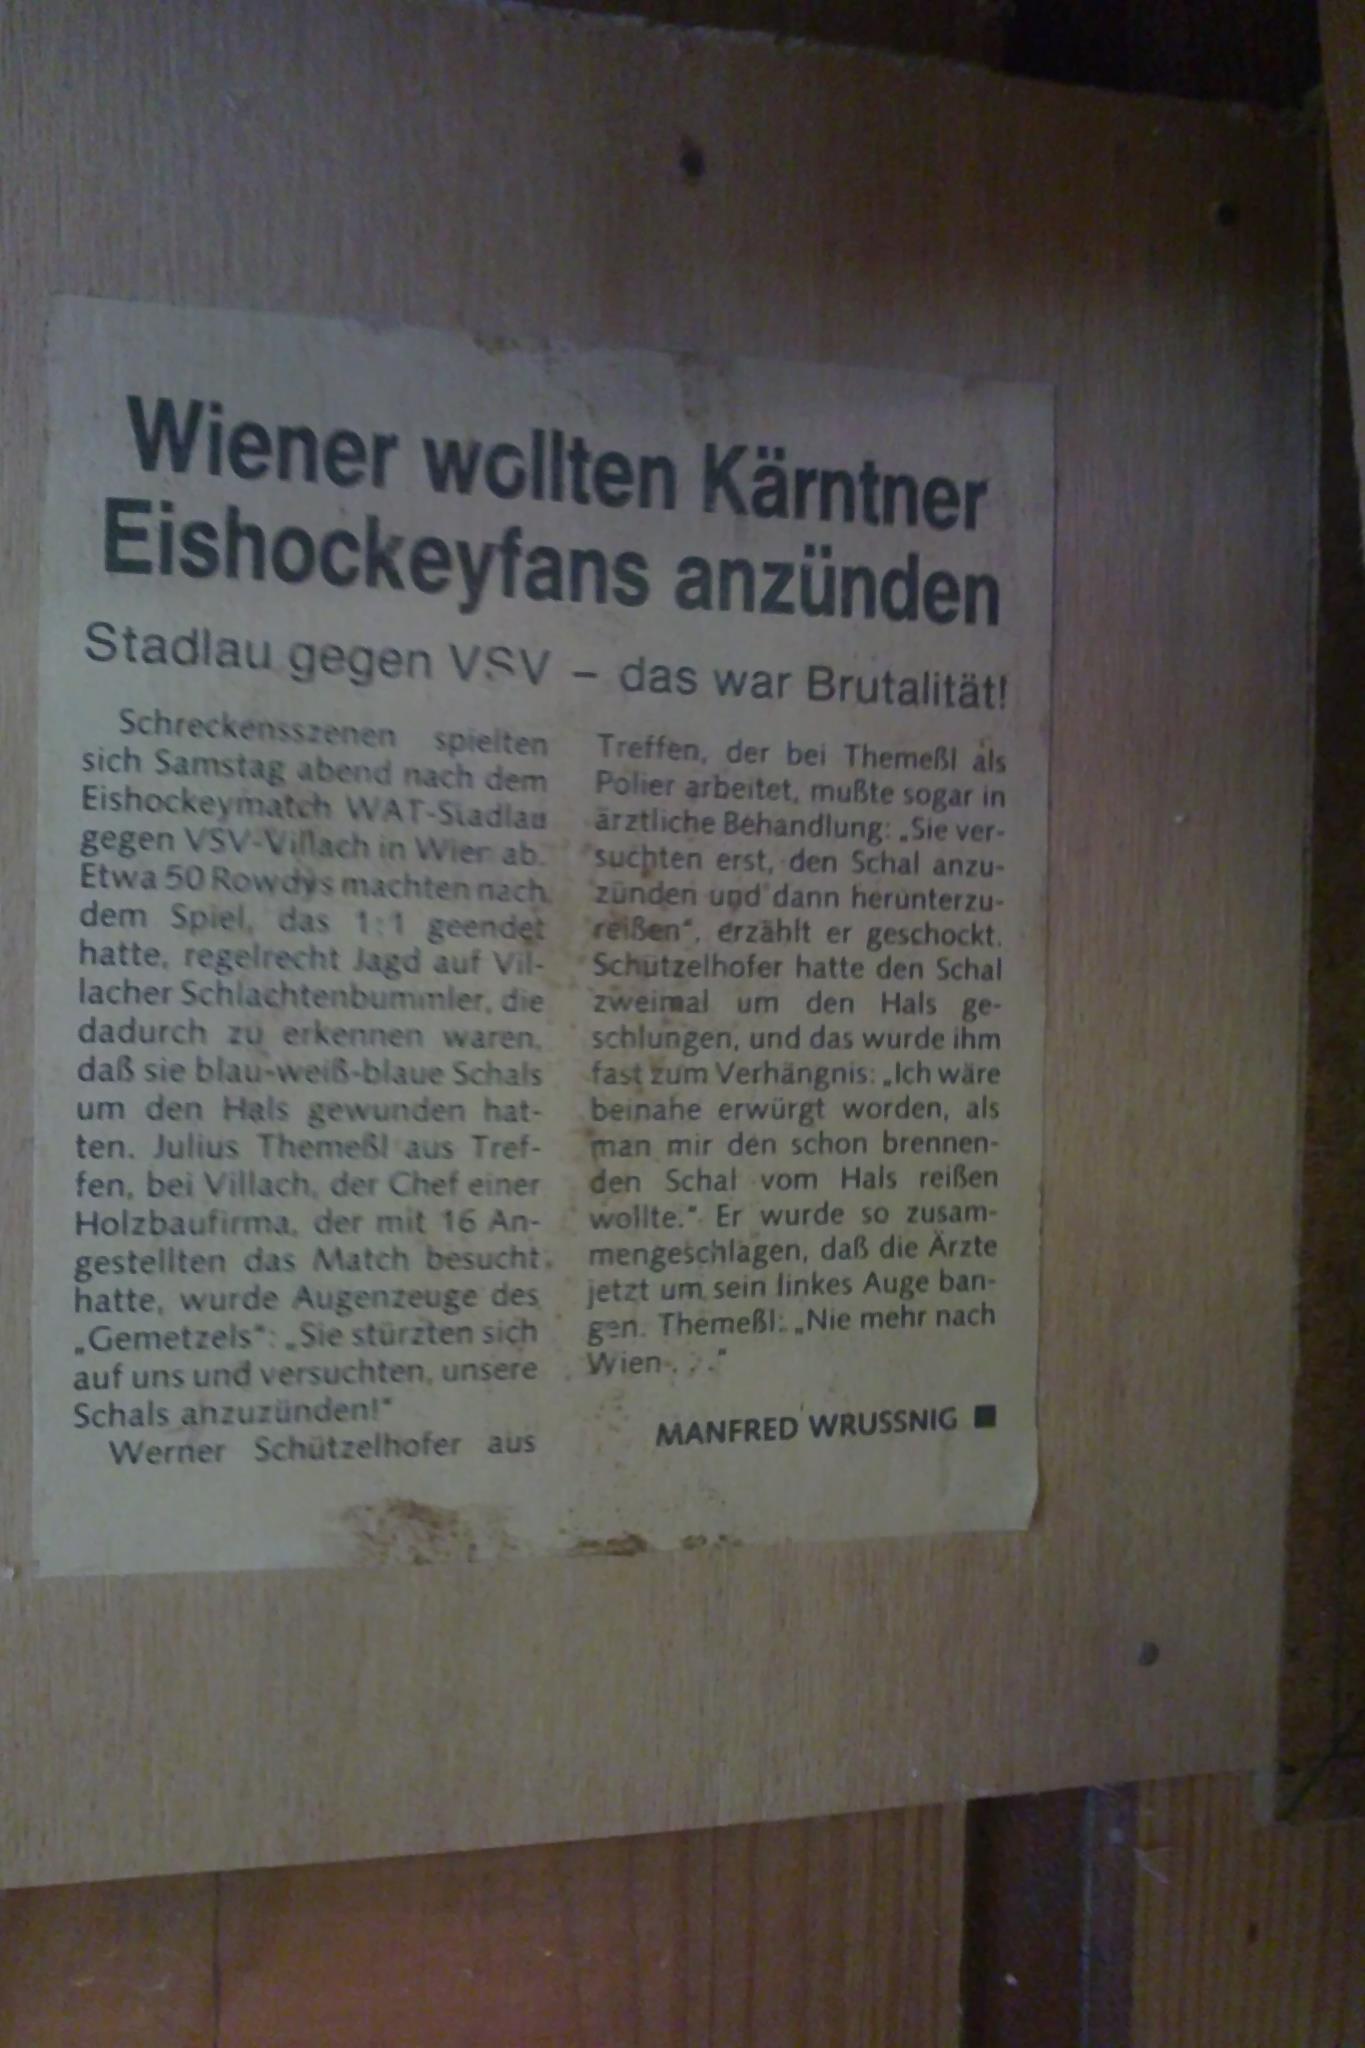 Wiener wollten Kärntner
Eishockeyfans anzünden
Stadlau gegen VSV – das war Brutalität!
Schreckensszenen spielten
sich Samstag abend nach dem
Eishockeymatch WAT-Stadlau
gegen VSV-Villach in Wien ab.
Etwa 50 Rowdys machten nach
dem Spiel, das 1:1 geendet
hatte, regelrecht Jagd auf Vil-
lacher Schlachtenbummler, die
dadurch zu erkennen waren,
daß sie blau-weiß-blaue Schals
um den Hals gewunden hat-
ten. Julius Themeßl aus Tref-
fen, bei Villach, der Chef einer
Holzbaufirma, der mit 16 An-
gestellten das Match besucht
hatte, wurde Augenzeuge des
„Gemetzels“: „Sie stürzten sich
auf uns und versuchten, unsere
Schals anzuzünden!“
Werner Schützelhofer aus
Treffen, der bei Themeßl als
Polier arbeitet, mußte sogar in
ärztliche Behandlung: „Sie ver-
suchten erst, den Schal anzu-
zünden und dann herunterzu-
reißen“, erzählt er geschockt.
Schützelhofer hatte den Schal
zweimal um den Hals ge-
schlungen, und das wurde ihm
fast zum Verhängnis: „Ich wäre
beinahe erwürgt worden, als
man mir den schon brennen-
den Schal vom Hals reißen
wollte.“ Er wurde so zusam-
mengeschlagen, daß die Ärzte
jetzt um sein linkes Auge ban-
gen. Themeßl: „Nie mehr nach
Wien . . .“
MANFRED WRUSSNIG ■